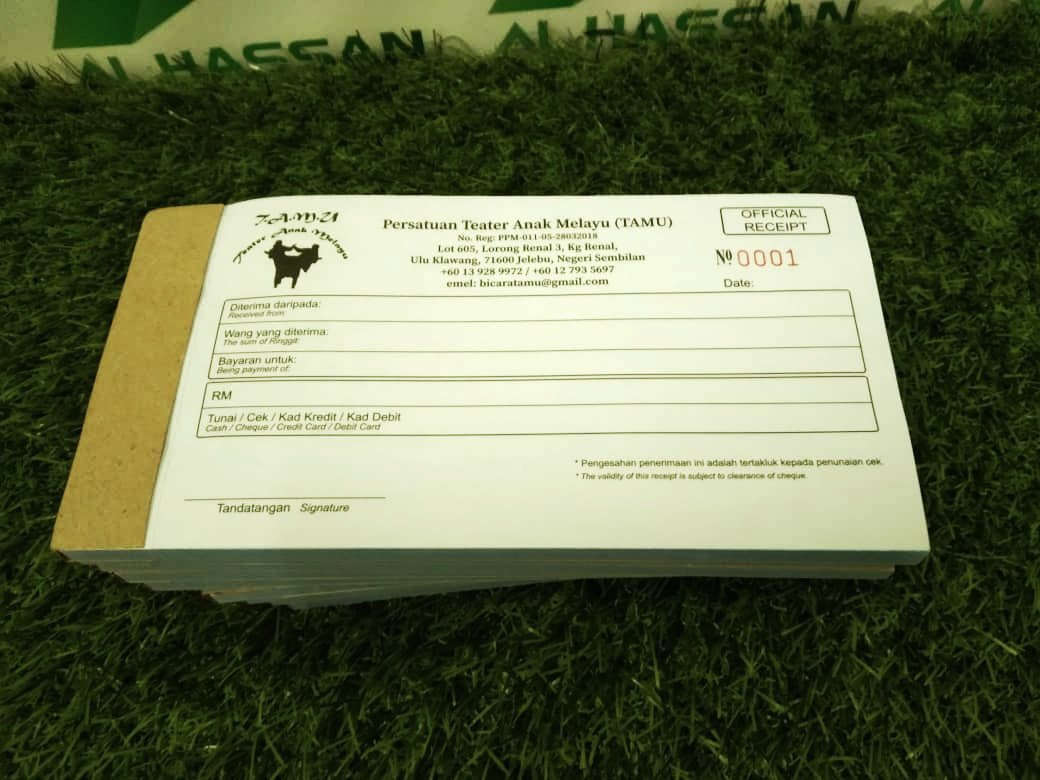 AL HASSAN
AL HASSAN
AL
T.A.M.U
Teater Anak Melayu
Persatuan Teater Anak Melayu (TAMU)
No. Reg: PPM-011-05-28032018
Lot 605, Lorong Renal 3, Kg Renal,
Ulu Klawang, 71600 Jelebu, Negeri Sembilan
+60 13 928 9972 / +60 12 793 5697
emel: bicaratamu@gmail.com
OFFICIAL
RECEIPT
No 0001
Date:
Diterima daripada:
Received from:
Wang yang diterima:
The sum of Ringgit:
Bayaran untuk:
Being payment of:
RM
Tunai / Cek / Kad Kredit / Kad Debit
Cash / Cheque / Credit Card / Debit Card
* Pengesahan penerimaan ini adalah tertakluk kepada penunaian cek.
* The validity of this receipt is subject to clearance of cheque.
Tandatangan Signature